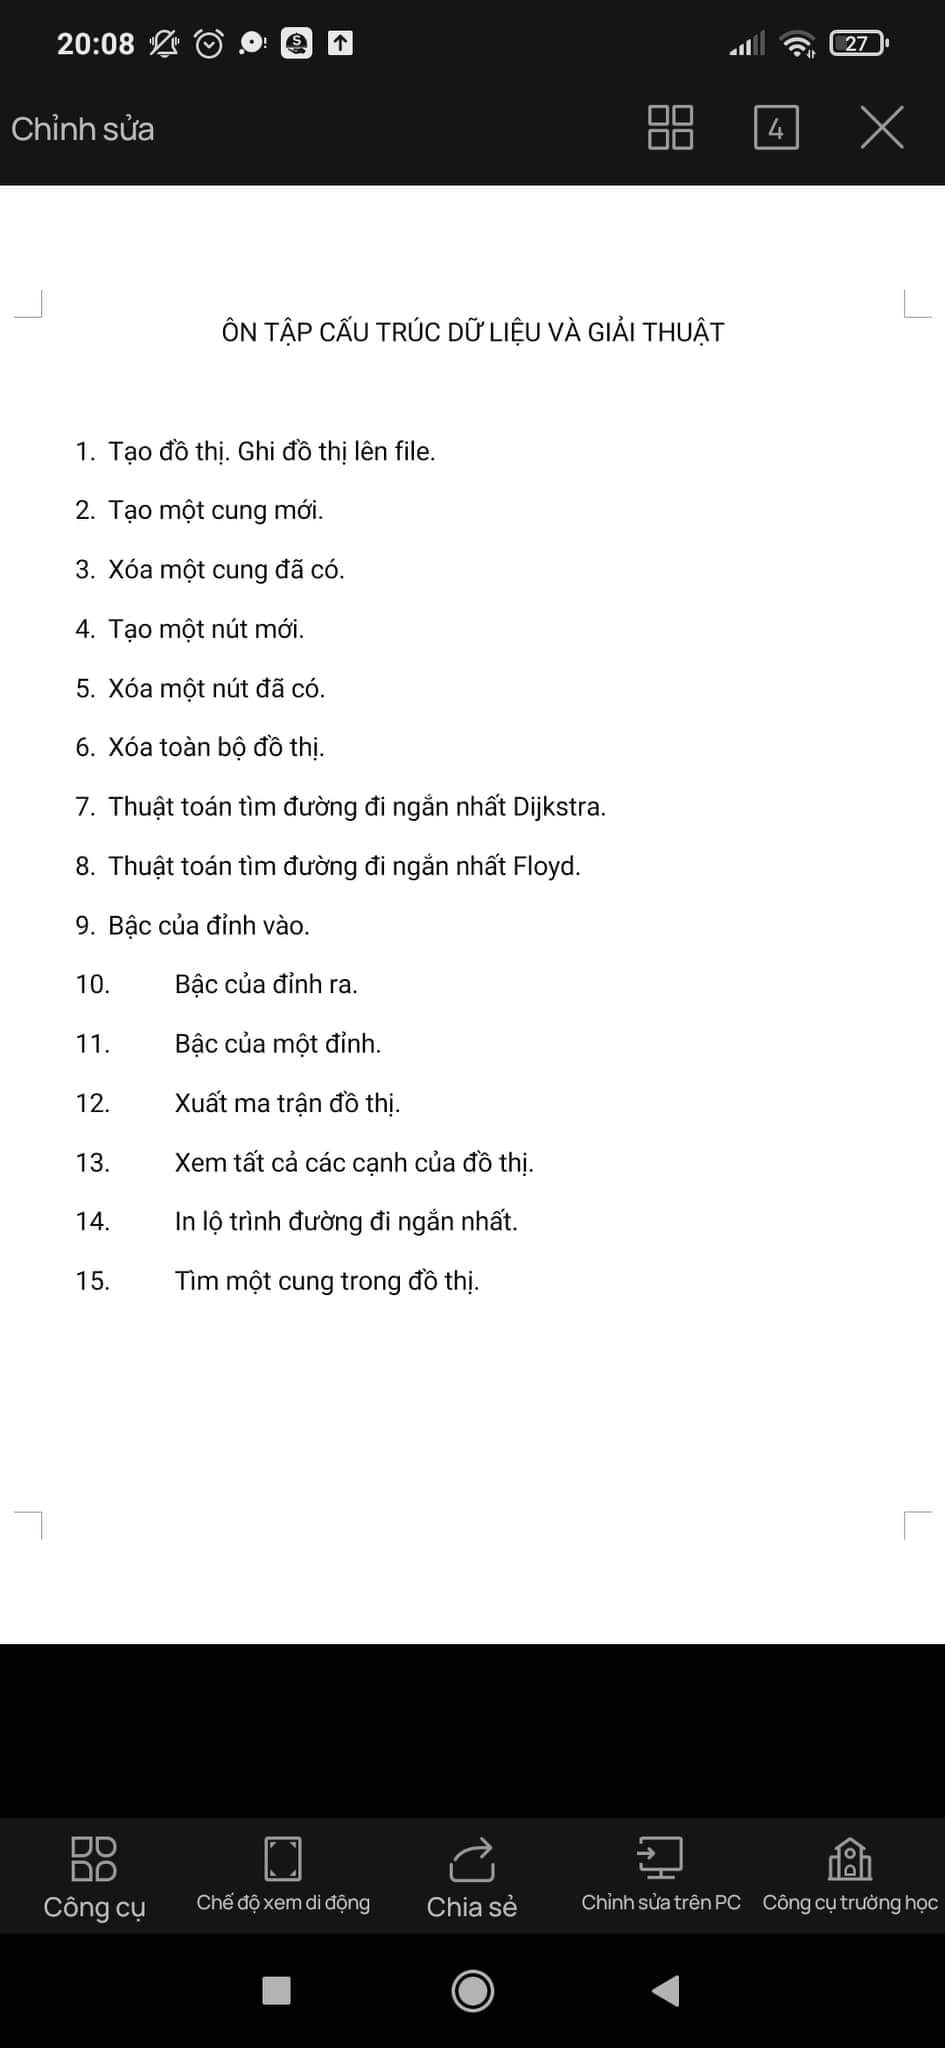 20:08
27
Chỉnh sửa
4
ÔN TẬP CẤU TRÚC DỮ LIỆU VÀ GIẢI THUẬT
1. Tạo đồ thị. Ghi đồ thị lên file.
2. Tạo một cung mới.
3. Xóa một cung đã có.
4. Tạo một nút mới.
5. Xóa một nút đã có.
6. Xóa toàn bộ đồ thị.
7. Thuật toán tìm đường đi ngắn nhất Dijkstra.
8. Thuật toán tìm đường đi ngắn nhất Floyd.
9. Bậc của đỉnh vào.
10. Bậc của đỉnh ra.
11. Bậc của một đỉnh.
12. Xuất ma trận đồ thị.
13. Xem tất cả các cạnh của đồ thị.
14. In lộ trình đường đi ngắn nhất.
15. Tìm một cung trong đồ thị.
Công cụ
Chế độ xem di động
Chia sẻ
Chỉnh sửa trên PC
Công cụ trường học